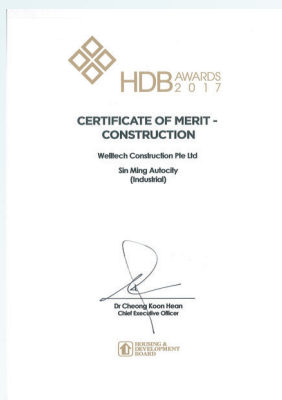 HDB AWARDS
2017
CERTIFICATE OF MERIT -
CONSTRUCTION
Welltech Construction Pte Ltd
Sin Ming Autocity
(Industrial)
Dr Cheong Koon Hean
Chief Executive Officer
HOUSING &
DEVELOPMENT
BOARD